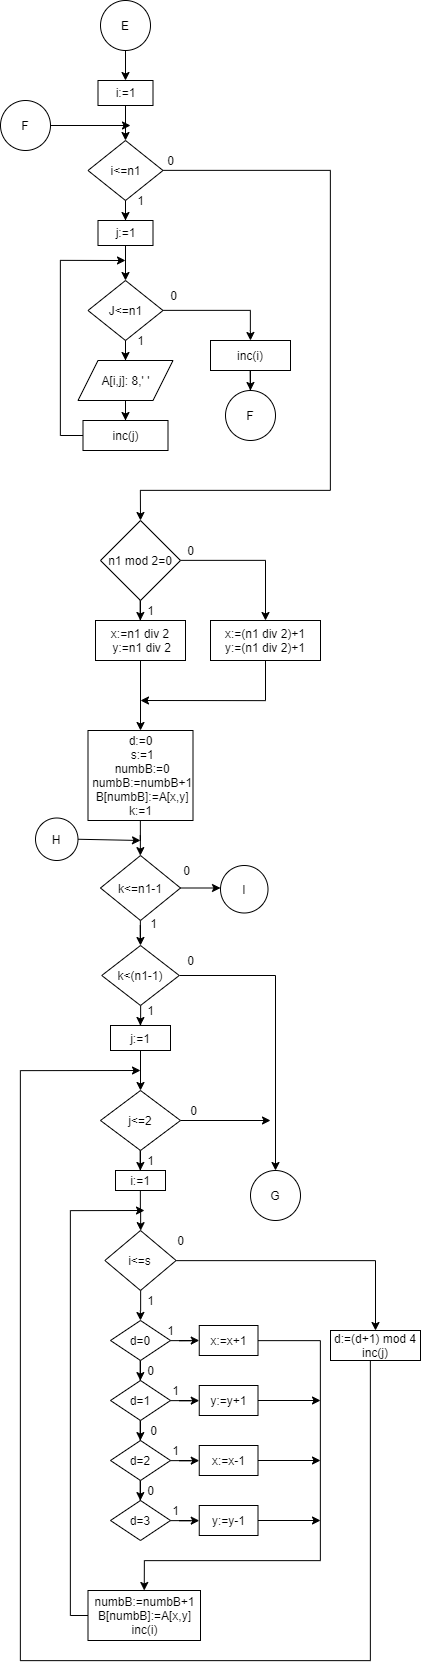 E
i:=1
F
i<=n1
0
1
j:=1
J<=n1
0
1
A[i,j]: 8,' '
inc(i)
inc(j)
F
n1 mod 2=0
0
1
x:=n1 div 2
y:=n1 div 2
x:=(n1 div 2)+1
y:=(n1 div 2)+1
d:=0
s:=1
numbB:=0
numbB:=numbB+1
B[numbB]:=A[x,y]
k:=1
H
k<=n1-1
0
I
1
k<(n1-1)
0
1
j:=1
j<=2
0
1
i:=1
G
i<=s
0
1
d:=(d+1) mod 4
inc(j)
d=0
1
x:=x+1
0
d=1
1
y:=y+1
0
d=2
1
x:=x-1
0
d=3
1
y:=y-1
numbB:=numbB+1
B[numbB]:=A[x,y]
inc(i)